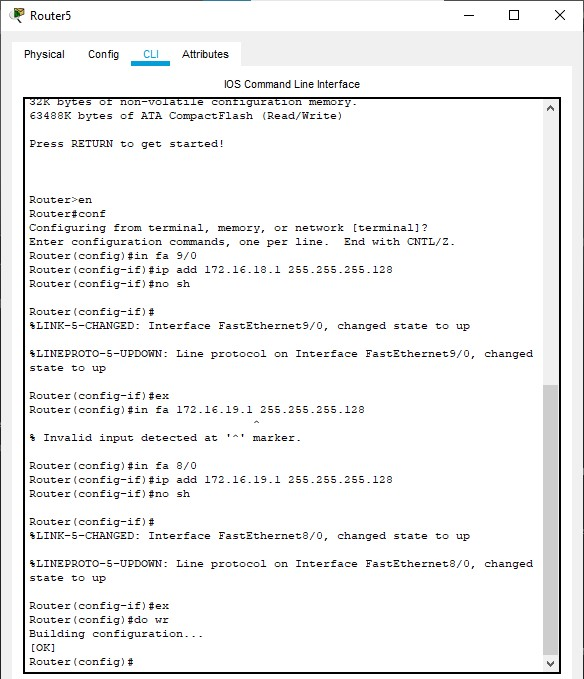 Router5
Physical Config CLI Attributes
IOS Command Line Interface
32K bytes of non-volatile configuration memory.
63488K bytes of ATA CompactFlash (Read/Write)
Press RETURN to get started!
Router>en
Router#conf
Configuring from terminal, memory, or network [terminal]?
Enter configuration commands, one per line.  End with CNTL/Z.
Router(config)#in fa 9/0
Router(config-if)#ip add 172.16.18.1 255.255.255.128
Router(config-if)#no sh
Router(config-if)#
%LINK-5-CHANGED: Interface FastEthernet9/0, changed state to up
%LINEPROTO-5-UPDOWN: Line protocol on Interface FastEthernet9/0, changed
state to up
Router(config-if)#ex
Router(config)#in fa 172.16.19.1 255.255.255.128
^
% Invalid input detected at '^' marker.
Router(config)#in fa 8/0
Router(config-if)#ip add 172.16.19.1 255.255.255.128
Router(config-if)#no sh
Router(config-if)#
%LINK-5-CHANGED: Interface FastEthernet8/0, changed state to up
%LINEPROTO-5-UPDOWN: Line protocol on Interface FastEthernet8/0, changed
state to up
Router(config-if)#ex
Router(config)#do wr
Building configuration...
[OK]
Router(config)#